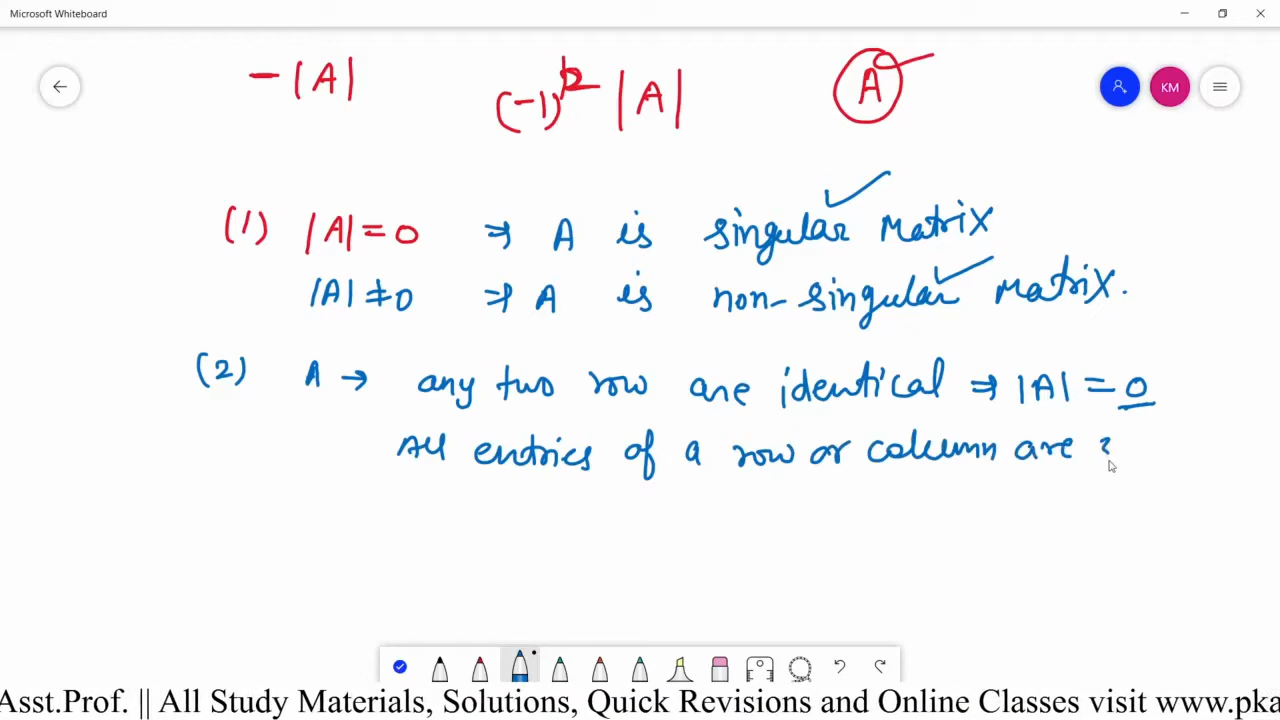 Microsoft Whiteboard
-|A| (-1)^p |A| A
KM
(1) |A| = 0 ⇒ A is singular Matrix
|A| ≠ 0 ⇒ A is non-singular Matrix.
(2) A → any two row are identical ⇒ |A| = 0
All entries of a row or column are
Asst.Prof. || All Study Materials, Solutions, Quick Revisions and Online Classes visit www.pka